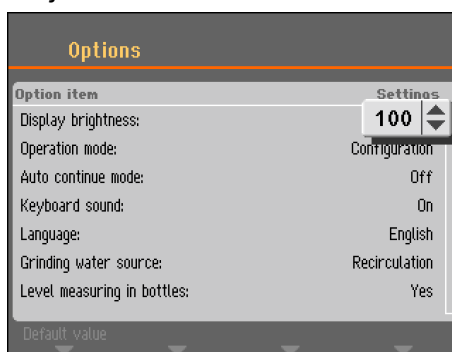 Options
Option item Settings
Display brightness: 100
Operation mode: Configuration
Auto continue mode: Off
Keyboard sound: On
Language: English
Grinding water source: Recirculation
Level measuring in bottles: Yes
Default value